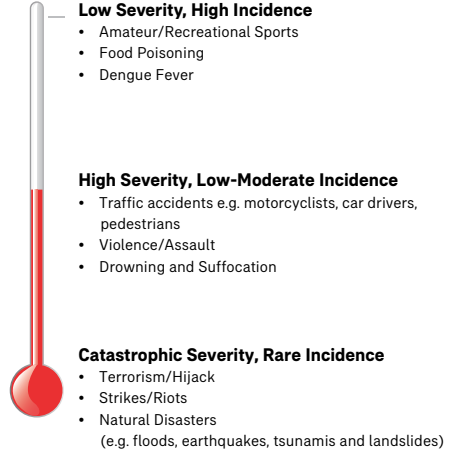 Low Severity, High Incidence
• Amateur/Recreational Sports
• Food Poisoning
• Dengue Fever
High Severity, Low-Moderate Incidence
• Traffic accidents e.g. motorcyclists, car drivers,
pedestrians
• Violence/Assault
• Drowning and Suffocation
Catastrophic Severity, Rare Incidence
• Terrorism/Hijack
• Strikes/Riots
• Natural Disasters
(e.g. floods, earthquakes, tsunamis and landslides)